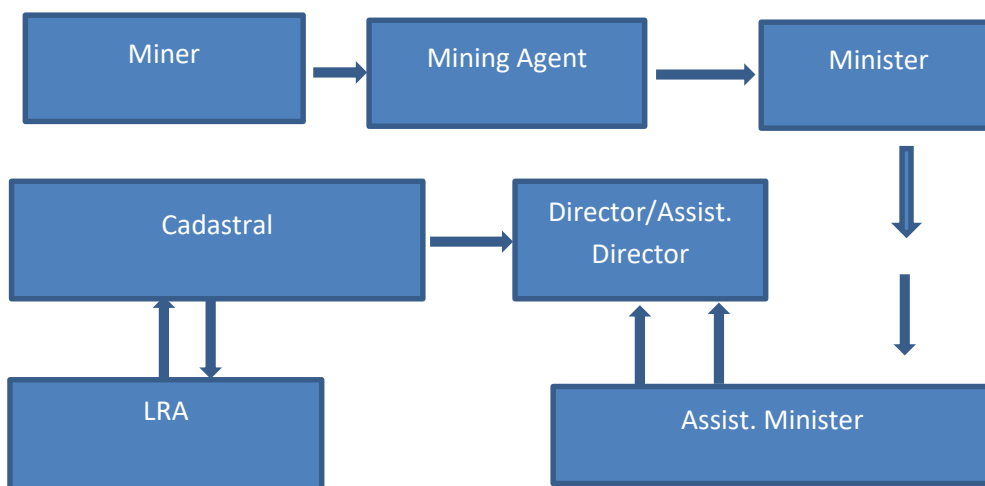 Miner
Mining Agent
Minister
Cadastral
Director/Assist.
Director
LRA
Assist. Minister